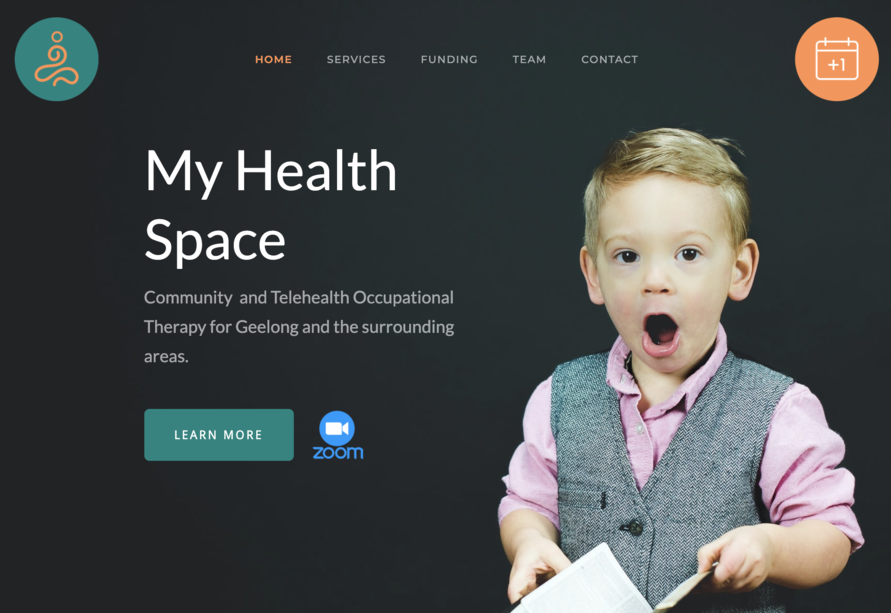 HOME SERVICES FUNDING TEAM CONTACT
+1
My Health
Space
Community and Telehealth Occupational
Therapy for Geelong and the surrounding
areas.
LEARN MORE
zoom